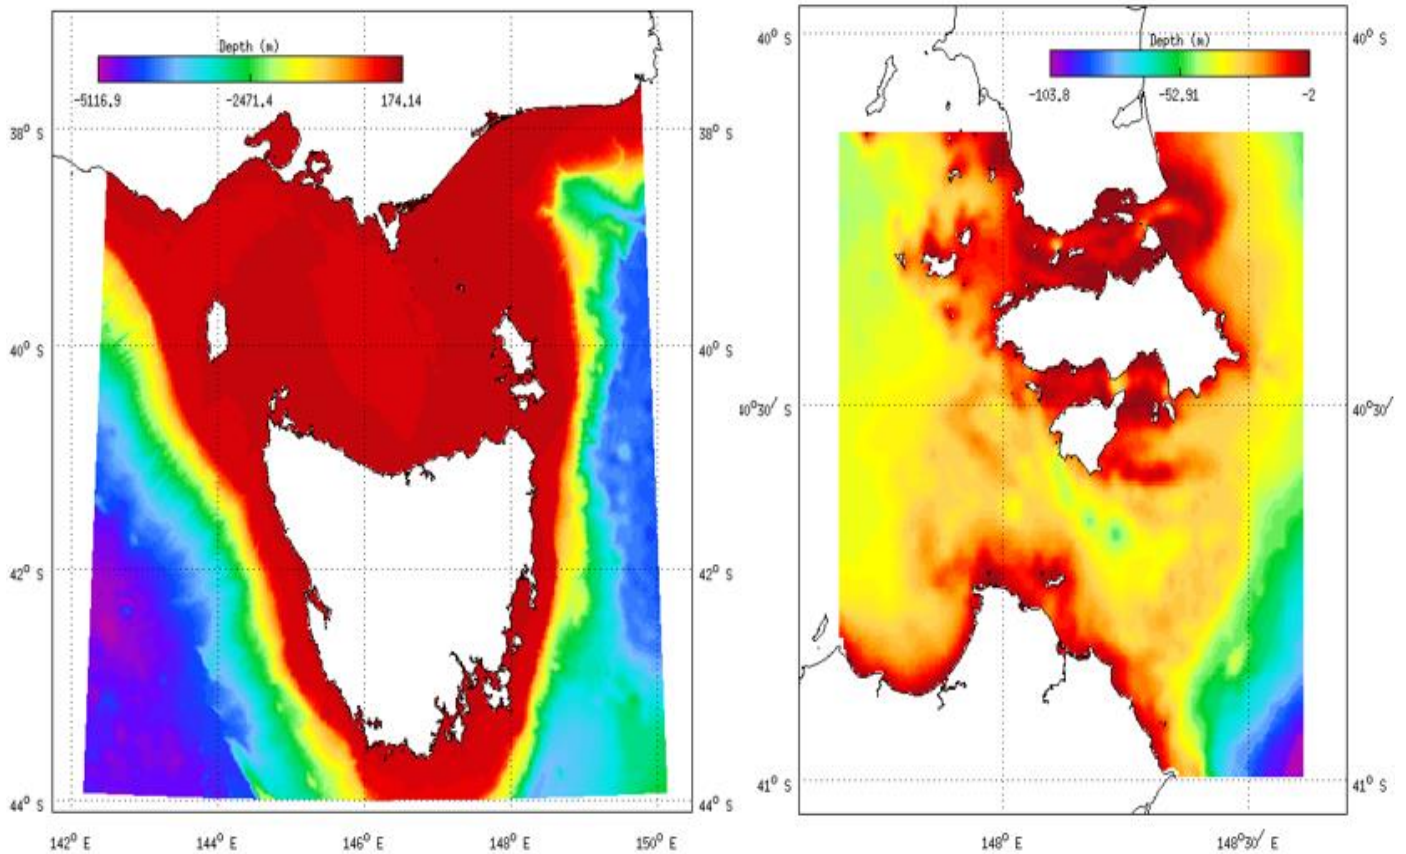 Depth (m)
-5116.9 -2471.4 174.14
38° S 38° S
40° S 40° S
42° S 42° S
44° S 44° S
142° E 144° E 146° E 148° E 150° E
40° S 40° S
Depth (m)
-103.8 -52.91 -2
40°30′ S 40°30′
41° S 41° S
148° E 148°30′ E